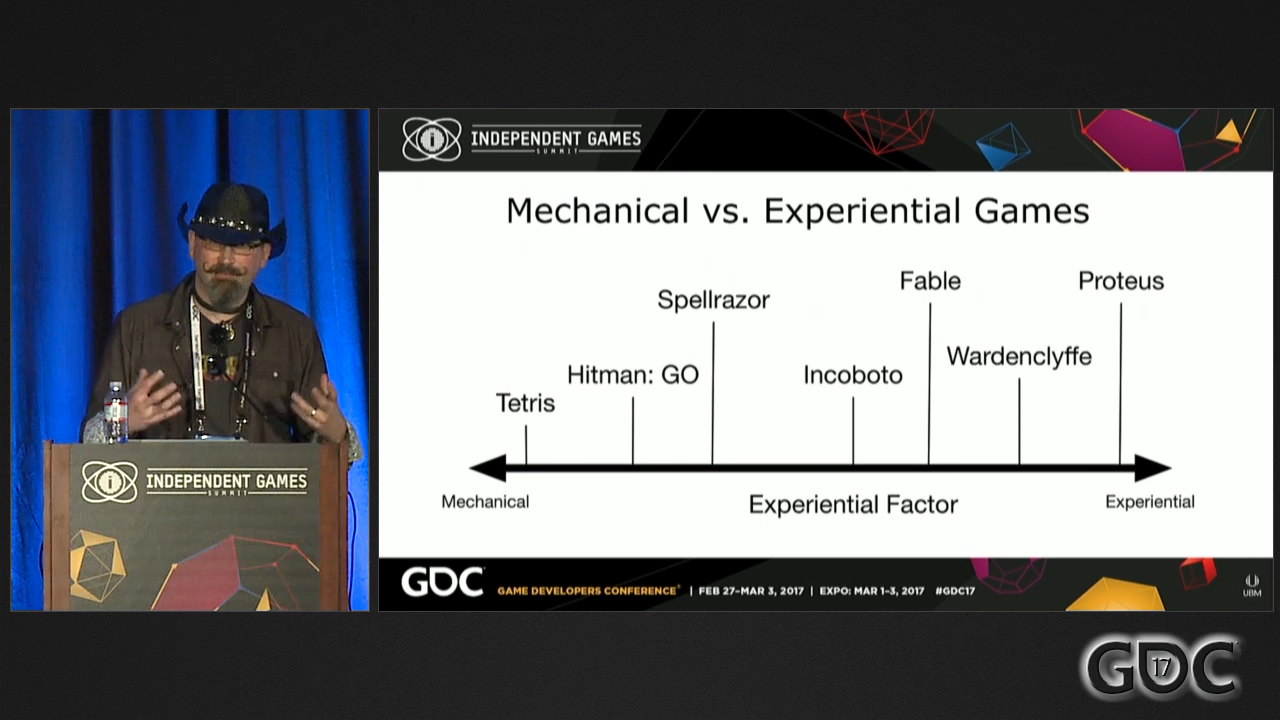 INDEPENDENT GAMES
SUMMIT
Mechanical vs. Experiential Games
Fable
Proteus
Spellrazor
Wardenclyffe
Hitman: GO
Incoboto
Tetris
Mechanical
Experiential Factor
Experiential
INDEPENDENT GAMES
SUMMIT
GDC
GAME DEVELOPERS CONFERENCE® | FEB 27–MAR 3, 2017 | EXPO: MAR 1–3, 2017 #GDC17
UBM
GDC
17